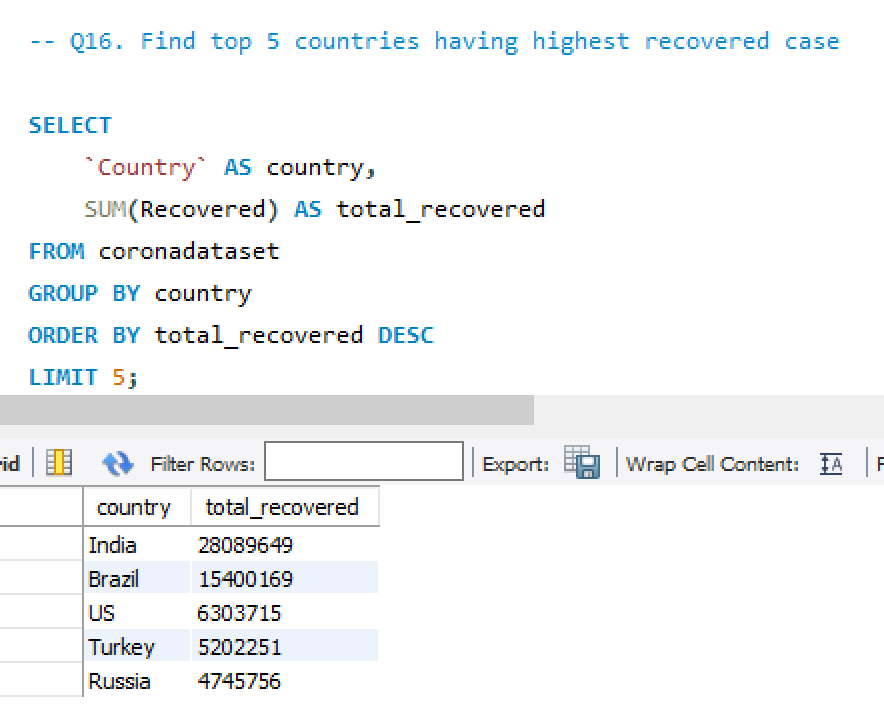 -- Q16. Find top 5 countries having highest recovered case
SELECT
`Country` AS country,
SUM(Recovered) AS total_recovered
FROM coronadataset
GROUP BY country
ORDER BY total_recovered DESC
LIMIT 5;
rid Filter Rows: Export: Wrap Cell Content: IA F
country total_recovered
India 28089649
Brazil 15400169
US 6303715
Turkey 5202251
Russia 4745756